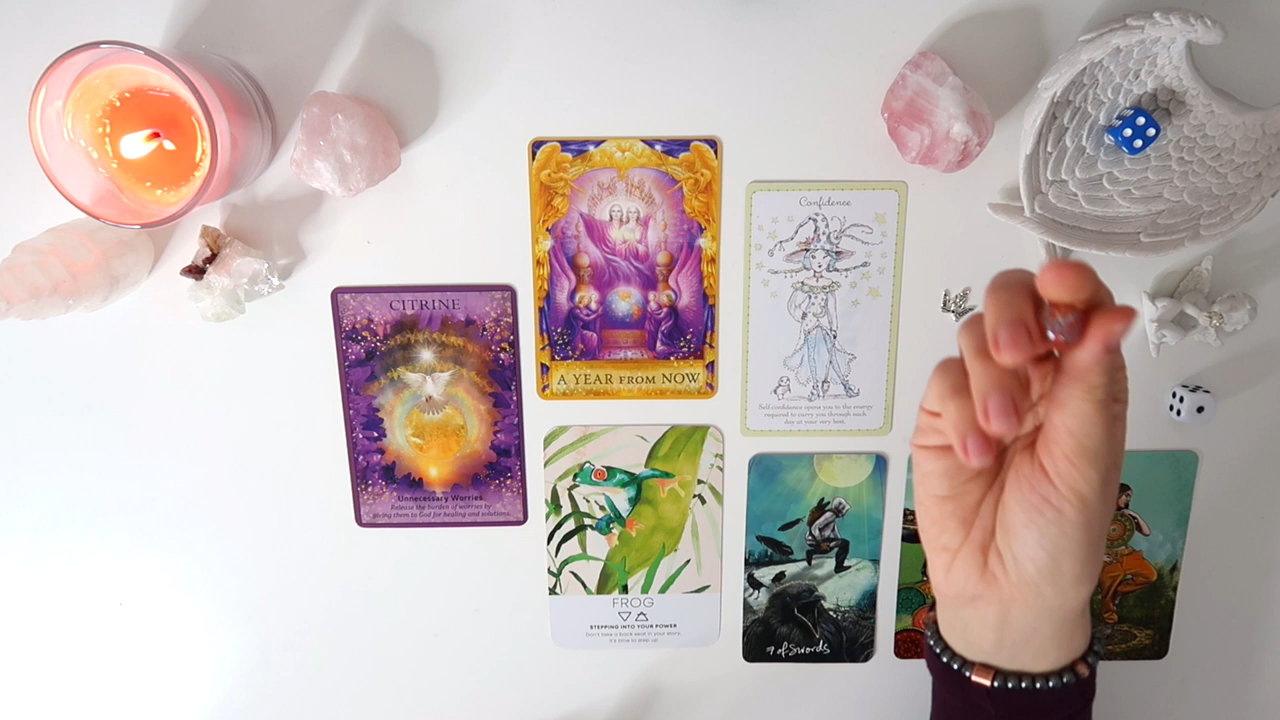 CITRINE
Unnecessary Worries
Release the burden of worries by
giving them to God for healing and solutions.
A YEAR FROM NOW
Confidence
Self confidence opens you to the energy
required to carry you through each
day at your very best.
FROG
STEPPING INTO YOUR POWER
Don't take a back seat in your story.
It's time to step up.
9 of Swords